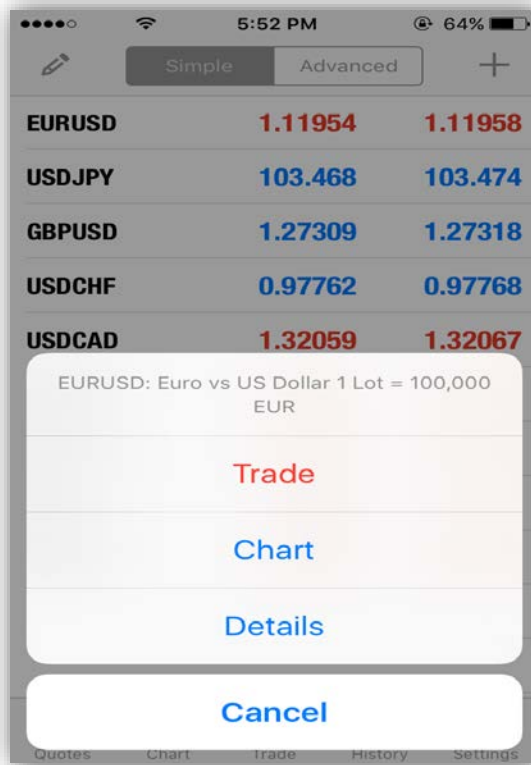 5:52 PM 64%
Simple Advanced
EURUSD 1.11954 1.11958
USDJPY 103.468 103.474
GBPUSD 1.27309 1.27318
USDCHF 0.97762 0.97768
USDCAD 1.32059 1.32067
EURUSD: Euro vs US Dollar 1 Lot = 100,000
EUR
Trade
Chart
Details
Cancel
Quotes Chart Trade History Settings